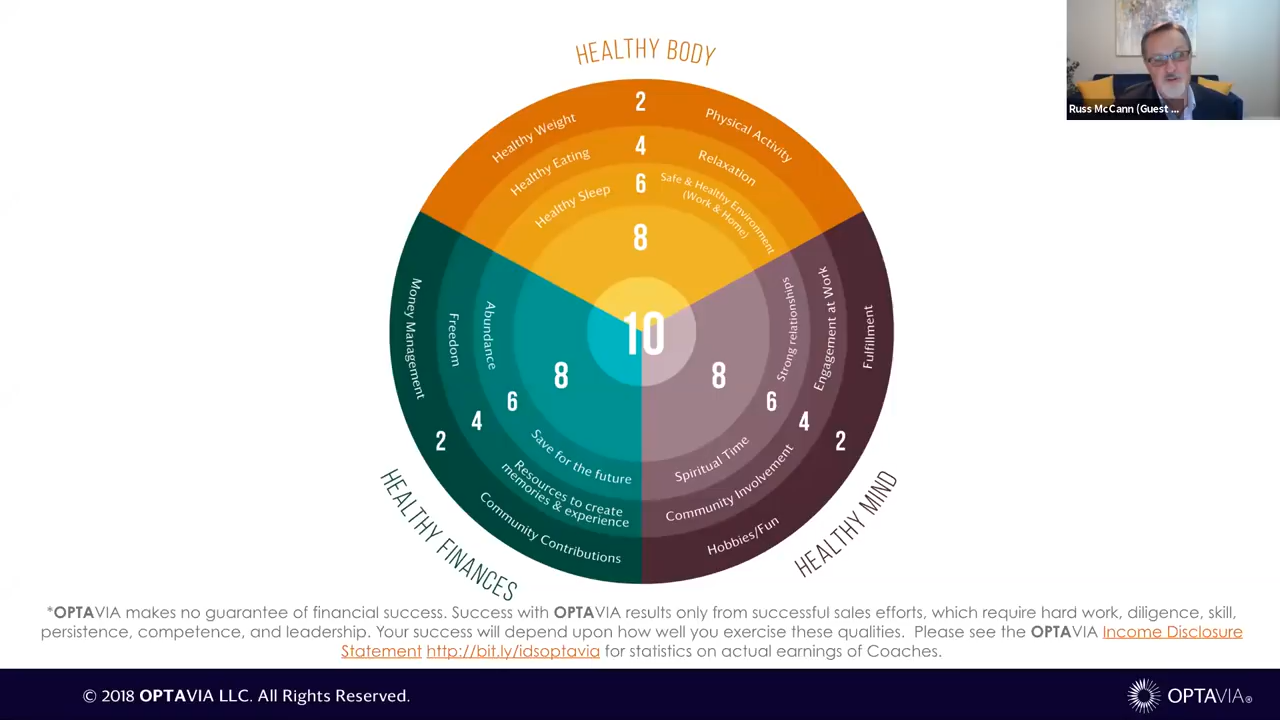 HEALTHY BODY
2
Healthy Weight
Physical Activity
4
Healthy Eating
Relaxation
6
Healthy Sleep
Safe & Healthy Environment
(Work & Home)
8
10
Money Management
Freedom
Abundance
8
6
4
2
Save for the future
Resources to create
memories & experience
Community Contributions
HEALTHY FINANCES
Strong relationships
Engagement at Work
Fulfillment
8
6
4
2
Spiritual Time
Community Involvement
Hobbies/Fun
HEALTHY MIND
Russ McCann (Guest ...
*OPTAVIA makes no guarantee of financial success. Success with OPTAVIA results only from successful sales efforts, which require hard work, diligence, skill,
persistence, competence, and leadership. Your success will depend upon how well you exercise these qualities. Please see the OPTAVIA Income Disclosure
Statement http://bit.ly/idsoptavia for statistics on actual earnings of Coaches.
© 2018 OPTAVIA LLC. All Rights Reserved.
OPTAVIA®